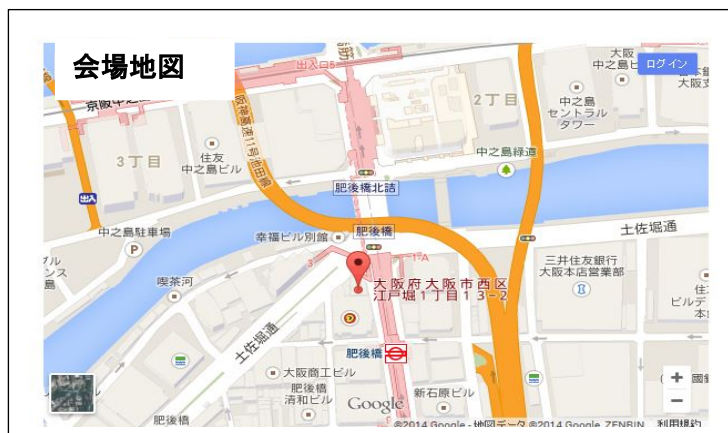 会場地図
出入口5
ログイン
大阪
中之島
中之島
セントラル
タワー
2丁目
阪神高速11号池田線
3丁目
住友
中之島ビル
出入
中之島緑道
肥後橋北詰
中之島駐車場
P
幸福ビル別館
肥後橋
土佐堀通
喫茶河
3
1-A
三井住友銀行
大阪本店営業部
大阪府大阪市西区
江戸堀1丁目13-2
土佐堀通
肥後橋
大阪商工ビル
肥後橋
清和ビル
新石原ビル
肥後橋
Google
+
−
©2014 Google - 地図データ ©2014 Google, ZENRIN
利用規約